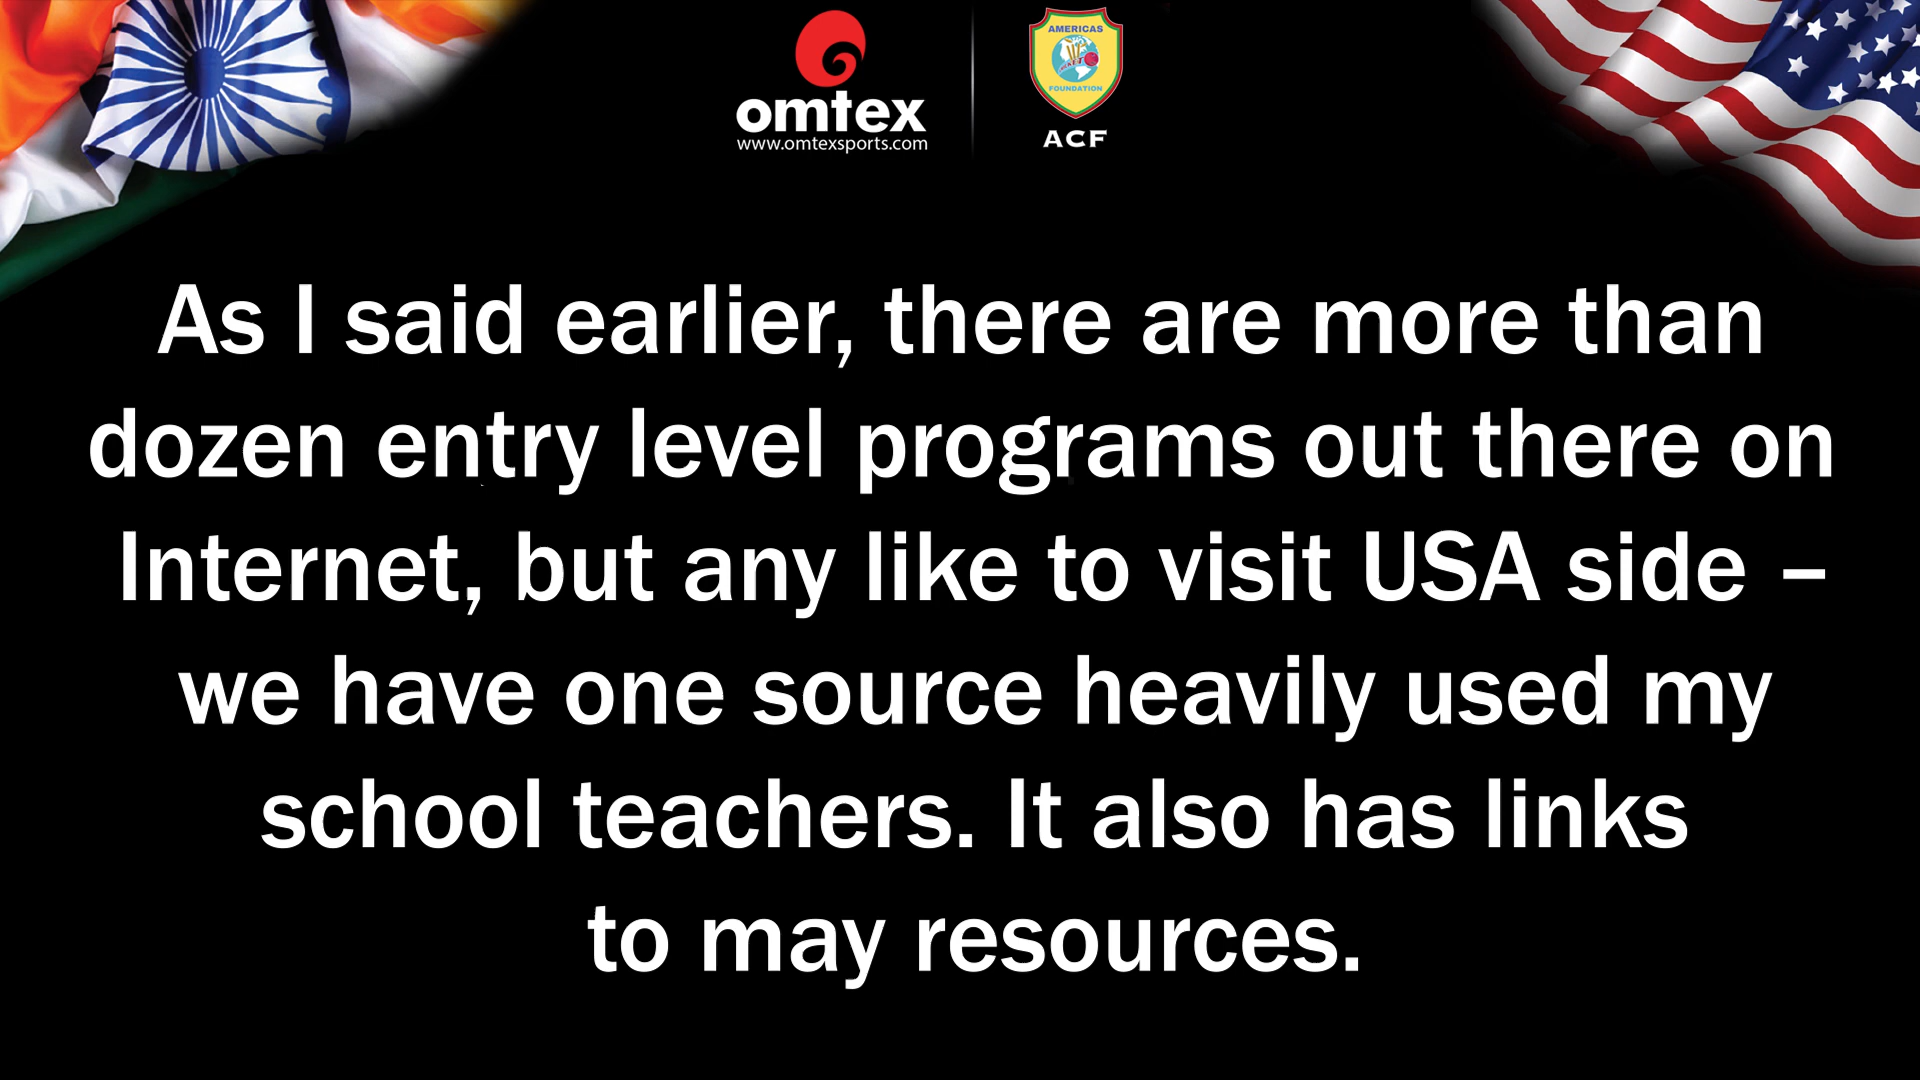 omtex
www.omtexsports.com
AMERICAS
CRICKET
FOUNDATION
ACF
As I said earlier, there are more than
dozen entry level programs out there on
Internet, but any like to visit USA side –
we have one source heavily used my
school teachers. It also has links
to may resources.